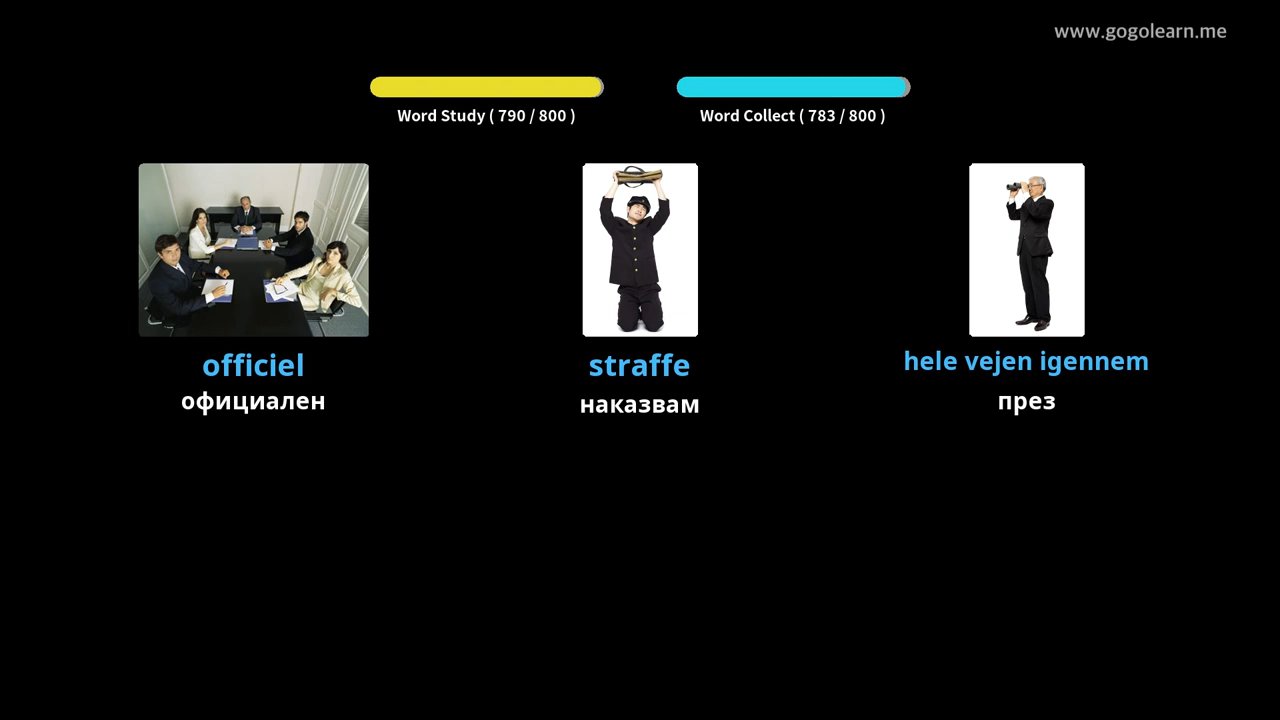 www.gogolearn.me
Word Study ( 790 / 800 )
Word Collect ( 783 / 800 )
officiel
straffe
hele vejen igennem
официален
наказвам
през